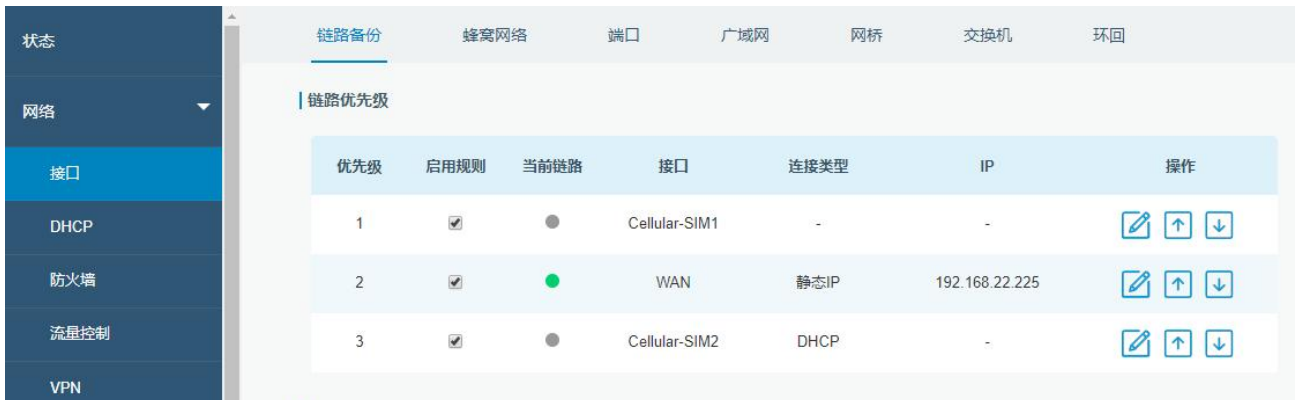 状态
网络
接口
DHCP
防火墙
流量控制
VPN
链路备份 蜂窝网络 端口 广域网 网桥 交换机 环回
链路优先级
优先级 启用规则 当前链路 接口 连接类型 IP 操作
1 Cellular-SIM1 - -
2 WAN 静态IP 192.168.22.225
3 Cellular-SIM2 DHCP -